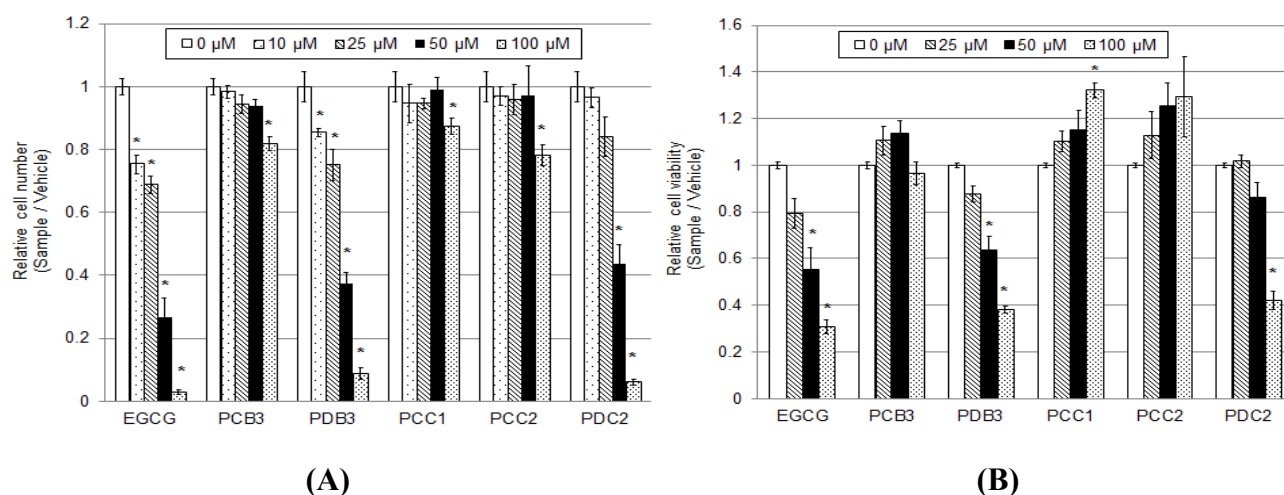 1.2
1
0.8
0.6
0.4
0.2
0
Relative cell number
(Sample / Vehicle)
0 µM 10 µM 25 µM 50 µM 100 µM
* * * * * * * * * * * * *
EGCG PCB3 PDB3 PCC1 PCC2 PDC2
(A)
1.6
1.4
1.2
1
0.8
0.6
0.4
0.2
0
Relative cell viability
(Sample / Vehicle)
0 µM 25 µM 50 µM 100 µM
* * * * * *
EGCG PCB3 PDB3 PCC1 PCC2 PDC2
(B)